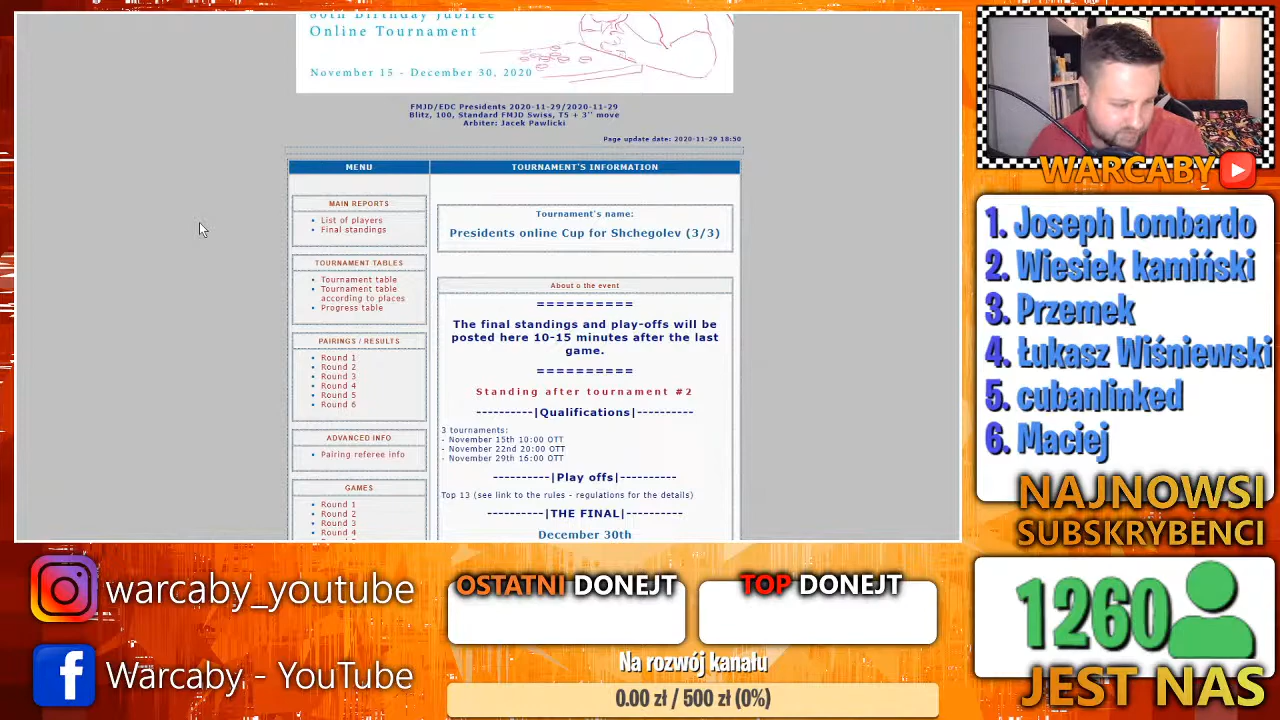 80th Birthday Jubilee
Online Tournament
November 15 - December 30, 2020
FMJD/EDC Presidents 2020-11-29/2020-11-29
Blitz, 100, Standard FMJD Swiss, T5 + 3'' move
Arbiter: Jacek Pawlicki
Page update date: 2020-11-29 18:50
MENU
TOURNAMENT'S INFORMATION
MAIN REPORTS
List of players
Final standings
TOURNAMENT TABLES
Tournament table
Tournament table
according to places
Progress table
PAIRINGS / RESULTS
Round 1
Round 2
Round 3
Round 4
Round 5
Round 6
ADVANCED INFO
Pairing referee info
GAMES
Round 1
Round 2
Round 3
Round 4
Tournament's name:
Presidents online Cup for Shchegolev (3/3)
About o the event
==========
The final standings and play-offs will be
posted here 10-15 minutes after the last
game.
==========
Standing after tournament #2
----------|Qualifications|----------
3 tournaments:
- November 15th 10:00 OTT
- November 22nd 20:00 OTT
- November 29th 16:00 OTT
----------|Play offs|----------
Top 13 (see link to the rules - regulations for the details)
----------|THE FINAL|----------
December 30th
WARCABY
1. Joseph Lombardo
2. Wiesiek kamiński
3. Przemek
4. Łukasz Wiśniewski
5. cubanlinked
6. Maciej
NAJNOWSI
SUBSKRYBENCI
1260
JEST NAS
warcaby_youtube
Warcaby - YouTube
OSTATNI DONEJT
TOP DONEJT
Na rozwój kanału
0.00 zł / 500 zł (0%)